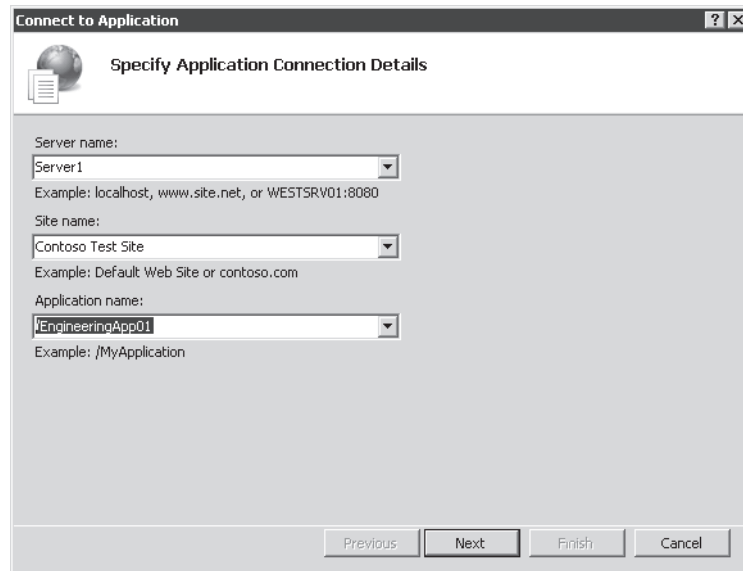 Connect to Application
Specify Application Connection Details
Server name:
Server1
Example: localhost, www.site.net, or WESTSRV01:8080
Site name:
Contoso Test Site
Example: Default Web Site or contoso.com
Application name:
/EngineeringApp01
Example: /MyApplication
Previous Next Finish Cancel